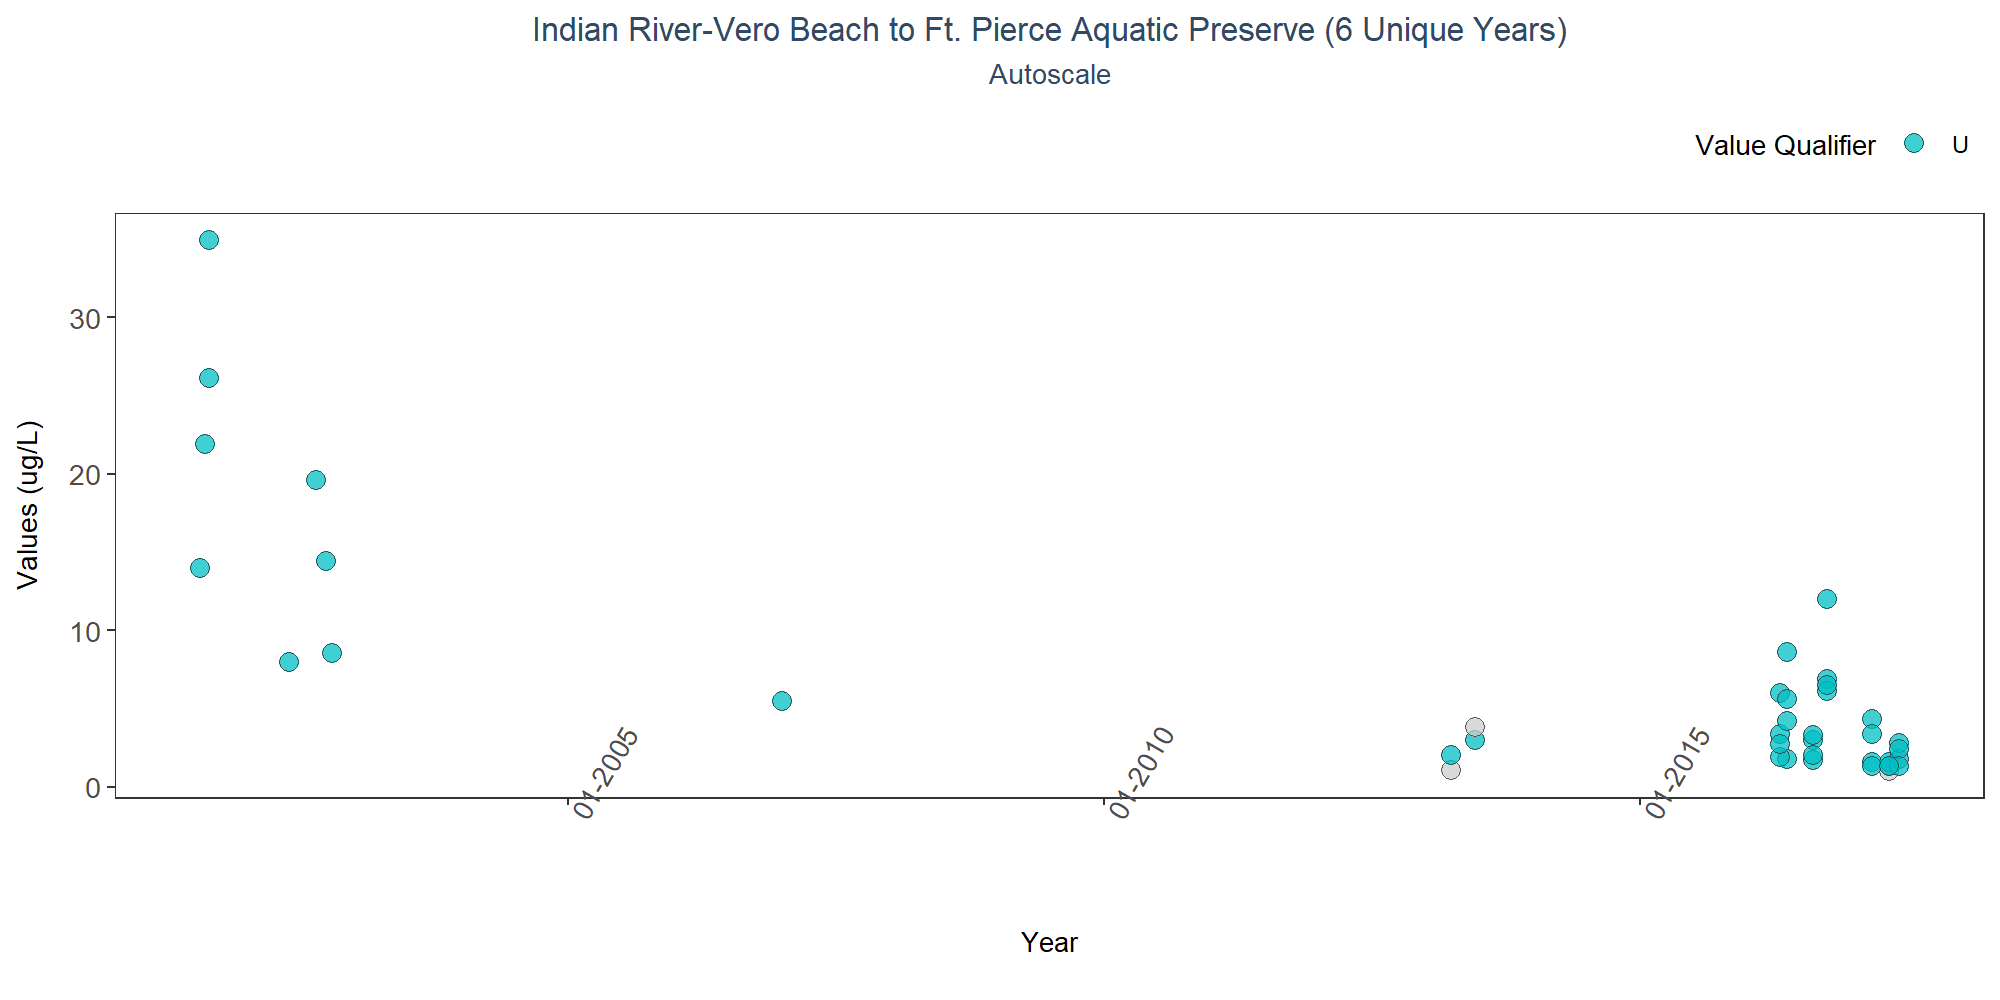 Indian River-Vero Beach to Ft. Pierce Aquatic Preserve (6 Unique Years)
Autoscale
Value Qualifier U
Values (ug/L)
30
20
10
0
01-2005
01-2010
01-2015
Year